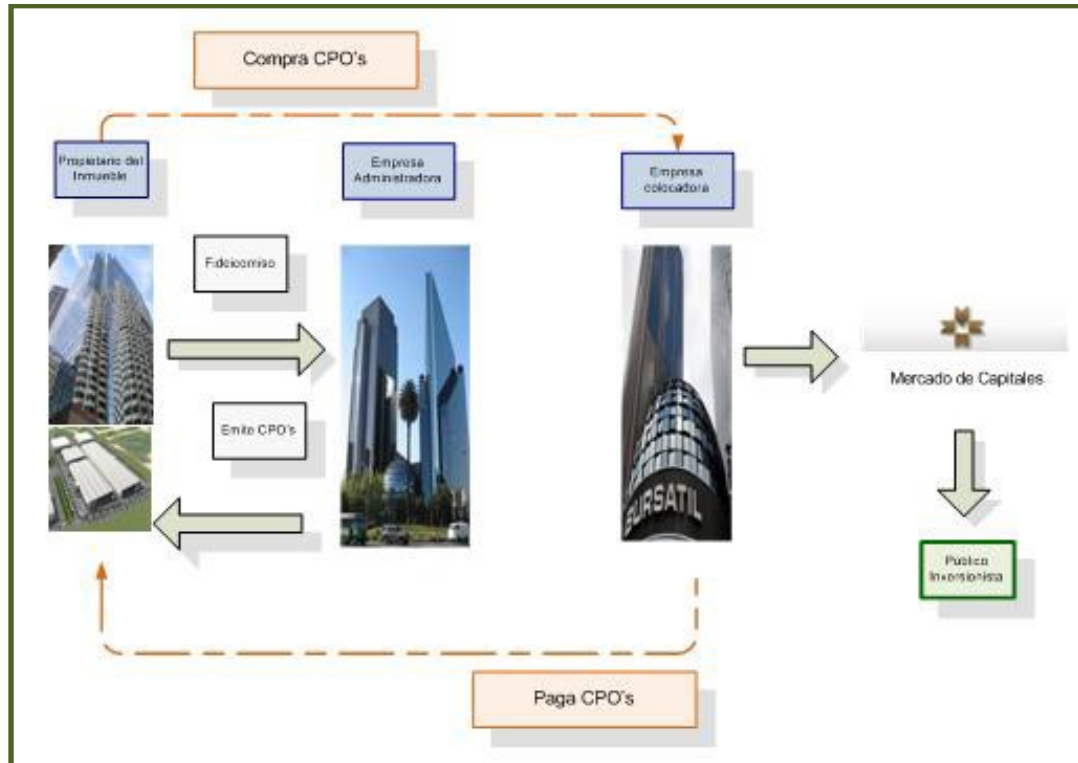 Compra CPO's
Propietario del
Inmueble
Empresa
Administradora
Empresa
colocadora
Fideicomiso
Emite CPO's
BURSATIL
Mercado de Capitales
Público
Inversionista
Paga CPO's